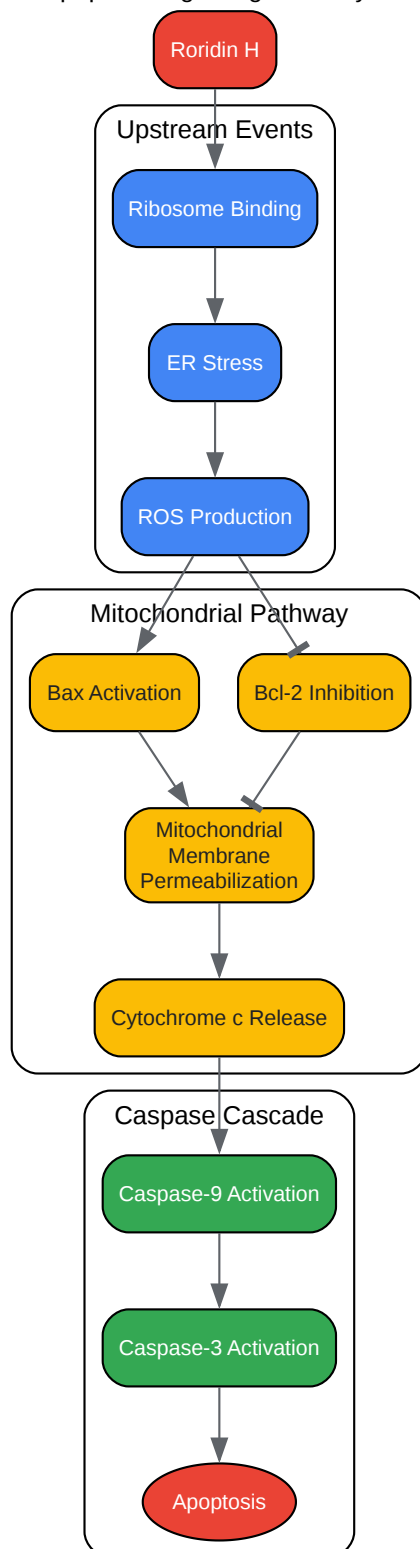 Roridin H
Upstream Events
Ribosome Binding
ER Stress
ROS Production
Mitochondrial Pathway
Bax Activation
Bcl-2 Inhibition
Mitochondrial
Membrane
Permeabilization
Cytochrome c Release
Caspase Cascade
Caspase-9 Activation
Caspase-3 Activation
Apoptosis